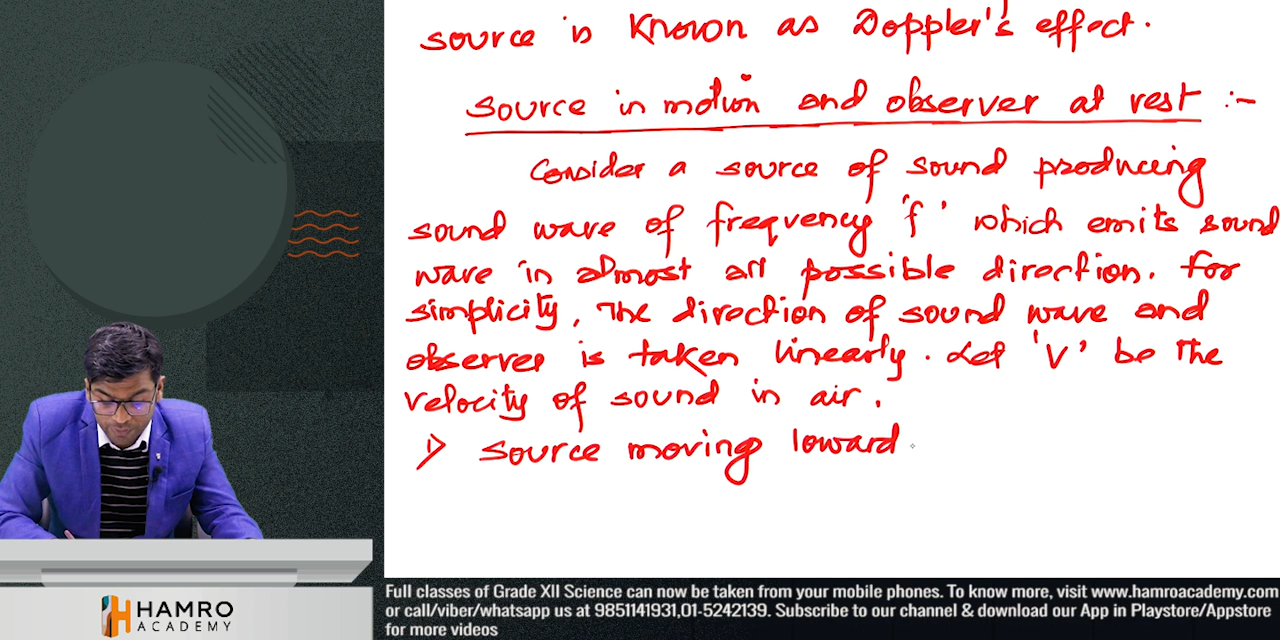 source is known as Doppler's effect.
source in motion and observer at rest :-
Consider a source of sound producing
sound wave of frequency 'f' which emits sound
wave in almost all possible direction. For
simplicity, The direction of sound wave and
observer is taken linearly. Let 'V' be the
velocity of sound in air.
1> source moving toward
HAMRO
ACADEMY
Full classes of Grade XII Science can now be taken from your mobile phones. To know more, visit www.hamroacademy.com
or call/viber/whatsapp us at 9851141931,01-5242139. Subscribe to our channel & download our App in Playstore/Appstore
for more videos